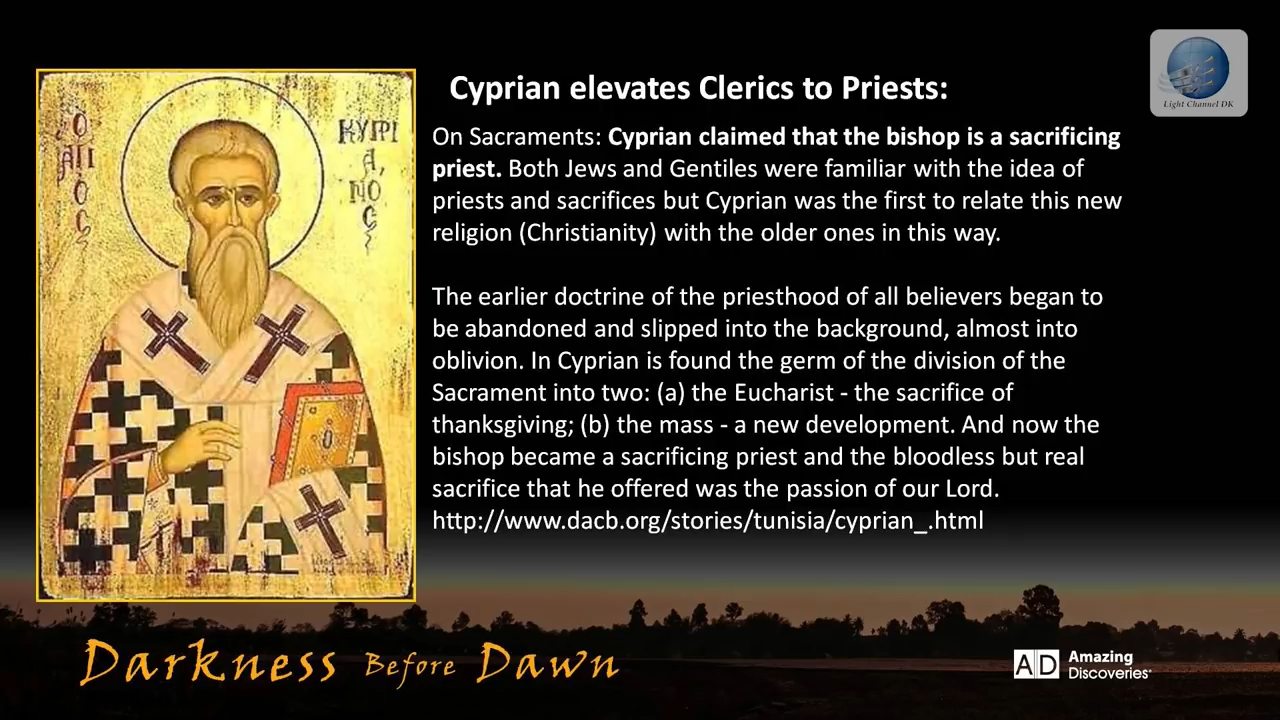 Cyprian elevates Clerics to Priests:
Light Channel DK
On Sacraments: Cyprian claimed that the bishop is a sacrificing
priest. Both Jews and Gentiles were familiar with the idea of
priests and sacrifices but Cyprian was the first to relate this new
religion (Christianity) with the older ones in this way.
The earlier doctrine of the priesthood of all believers began to
be abandoned and slipped into the background, almost into
oblivion. In Cyprian is found the germ of the division of the
Sacrament into two: (a) the Eucharist - the sacrifice of
thanksgiving; (b) the mass - a new development. And now the
bishop became a sacrificing priest and the bloodless but real
sacrifice that he offered was the passion of our Lord.
http://www.dacb.org/stories/tunisia/cyprian_.html
Darkness Before Dawn
AD Amazing
Discoveries